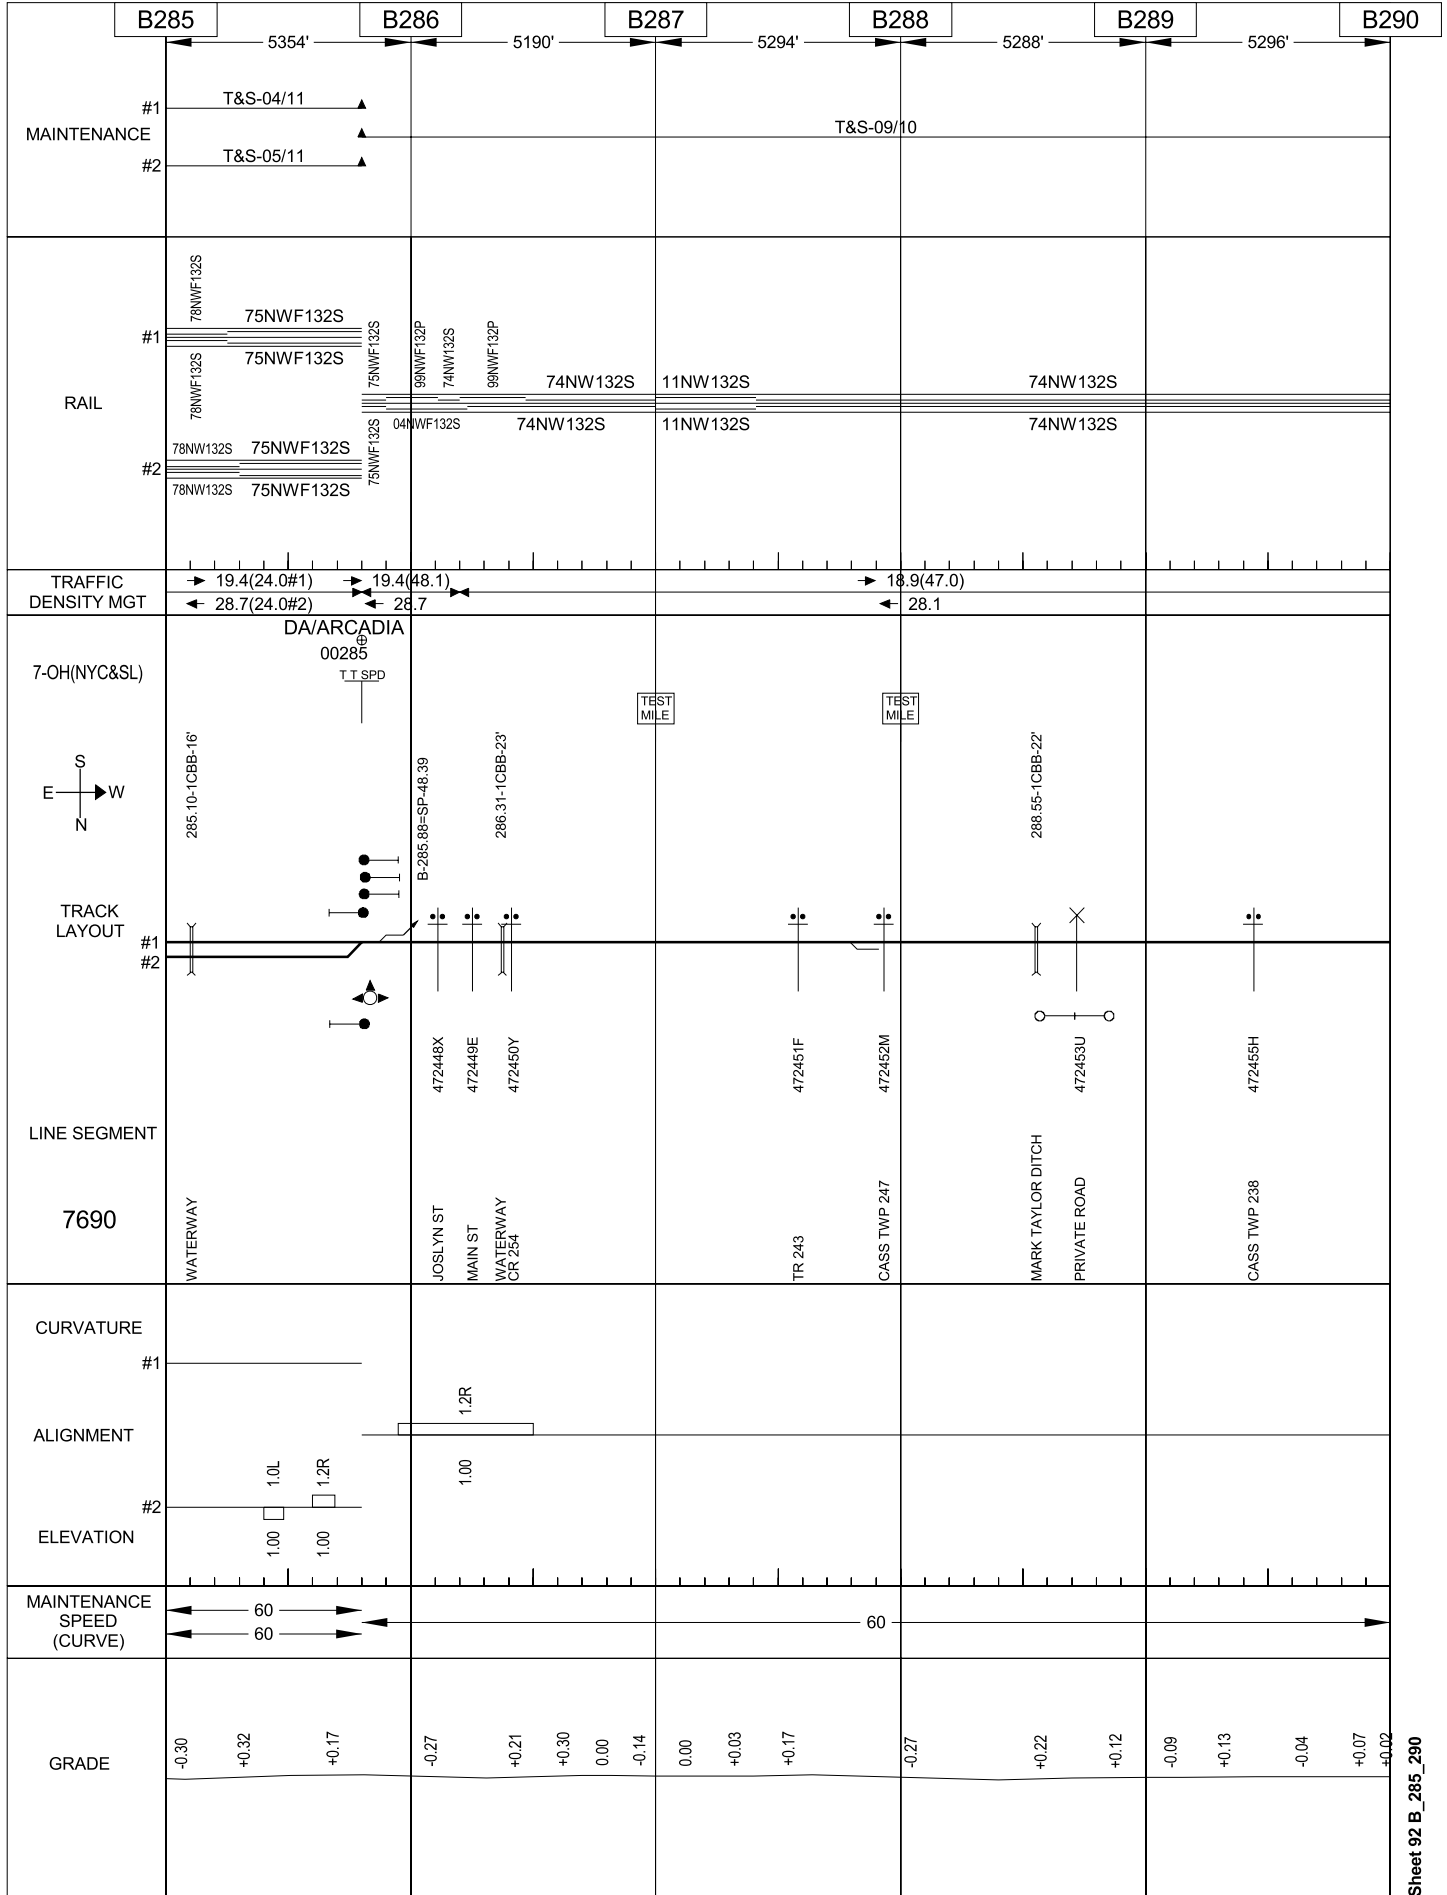 B285
B286
B287
B288
B289
B290
5354'
5190'
5294'
5288'
5296'
MAINTENANCE
#1
T&S-04/11
T&S-09/10
#2
T&S-05/11
RAIL
#1
78NWF132S
75NWF132S
78NWF132S
75NWF132S
75NWF132S
99NWF132P
74NW132S
99NWF132P
74NW132S
11NW132S
74NW132S
75NWF132S
04NWF132S
74NW132S
11NW132S
74NW132S
#2
78NW132S
75NWF132S
78NW132S
75NWF132S
TRAFFIC
DENSITY MGT
19.4(24.0#1)
19.4(48.1)
18.9(47.0)
28.7(24.0#2)
28.7
28.1
7-OH(NYC&SL)
DA/ARCADIA
00285
T T SPD
TEST
MILE
TEST
MILE
S
E
W
N
285.10-1CBB-16'
B-285.88=SP-48.39
286.31-1CBB-23'
288.55-1CBB-22'
TRACK
LAYOUT
#1
#2
472448X
472449E
472450Y
472451F
472452M
472453U
472455H
LINE SEGMENT
7690
WATERWAY
JOSLYN ST
MAIN ST
WATERWAY
CR 254
TR 243
CASS TWP 247
MARK TAYLOR DITCH
PRIVATE ROAD
CASS TWP 238
CURVATURE
#1
ALIGNMENT
1.2R
1.00
#2
1.0L
1.2R
ELEVATION
1.00
1.00
MAINTENANCE
SPEED
(CURVE)
60
60
60
GRADE
-0.30
+0.32
+0.17
-0.27
+0.21
+0.30
0.00
-0.14
0.00
+0.03
+0.17
-0.27
+0.22
+0.12
-0.09
+0.13
-0.04
+0.07
+0.02
Sheet 92 B_285_290